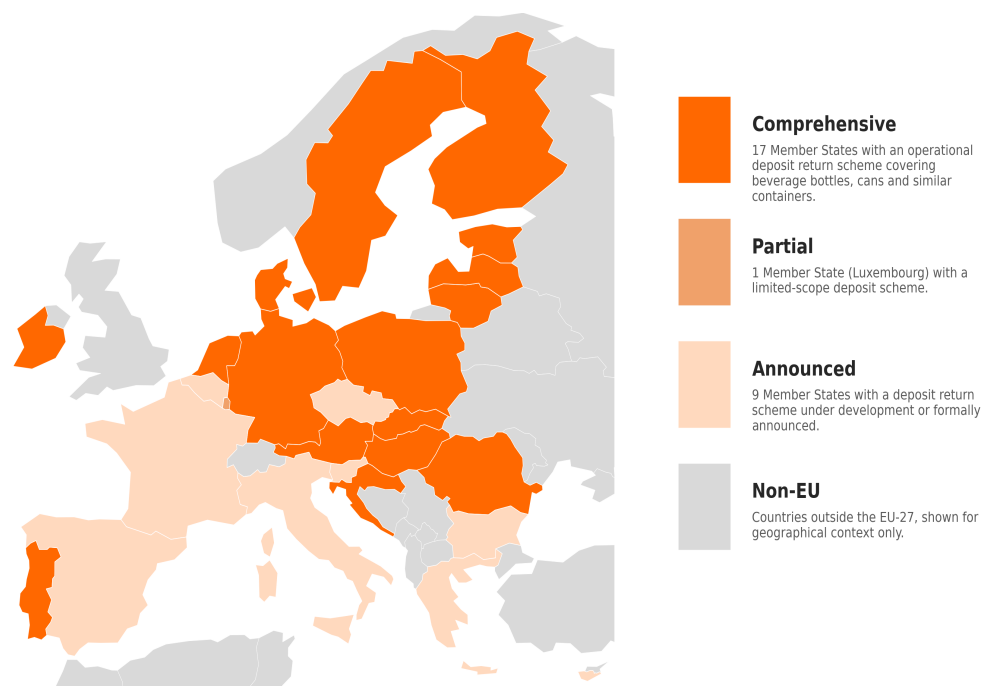 Comprehensive
17 Member States with an operational
deposit return scheme covering
beverage bottles, cans and similar
containers.
Partial
1 Member State (Luxembourg) with a
limited-scope deposit scheme.
Announced
9 Member States with a deposit return
scheme under development or formally
announced.
Non-EU
Countries outside the EU-27, shown for
geographical context only.